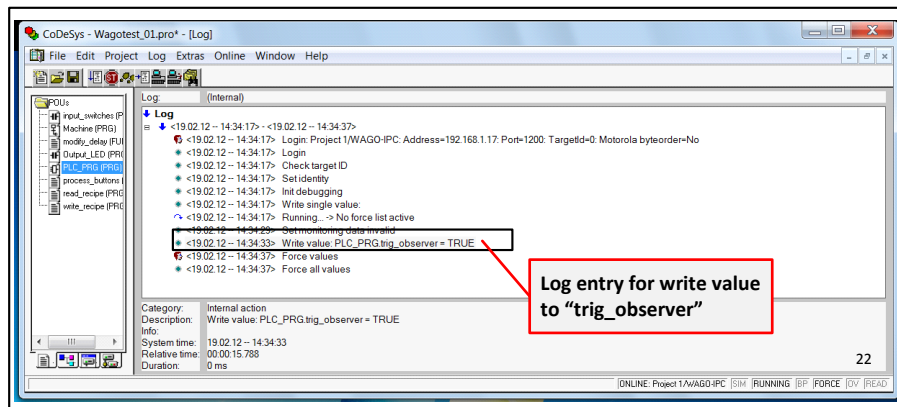 CoDeSys - Wagotest_01.pro* - [Log]
File Edit Project Log Extras Online Window Help
POUs
input_switches (P
Machine (PRG)
modify_delay (FU
Output_LED (PR
PLC_PRG (PRG)
process_buttons (
read_recipe (PRG
write_recipe (PRG
Log: (Internal)
Log
<19.02.12 -- 14:34:17> - <19.02.12 -- 14:34:37>
<19.02.12 -- 14:34:17> Login: Project 1/WAGO-IPC: Address=192.168.1.17: Port=1200: TargetId=0: Motorola byteorder=No
<19.02.12 -- 14:34:17> Login
<19.02.12 -- 14:34:17> Check target ID
<19.02.12 -- 14:34:17> Set identity
<19.02.12 -- 14:34:17> Init debugging
<19.02.12 -- 14:34:17> Write single value:
<19.02.12 -- 14:34:17> Running... -> No force list active
<19.02.12 -- 14:34:29> Set monitoring data invalid
<19.02.12 -- 14:34:33> Write value: PLC_PRG.trig_observer = TRUE
<19.02.12 -- 14:34:37> Force values
<19.02.12 -- 14:34:37> Force all values
Log entry for write value
to “trig_observer”
Category: Internal action
Description: Write value: PLC_PRG.trig_observer = TRUE
Info:
System time: 19.02.12 -- 14:34:33
Relative time: 00:00:15.788
Duration: 0 ms
22
ONLINE: Project 1/WAGO-IPC SIM RUNNING BP FORCE OV READ